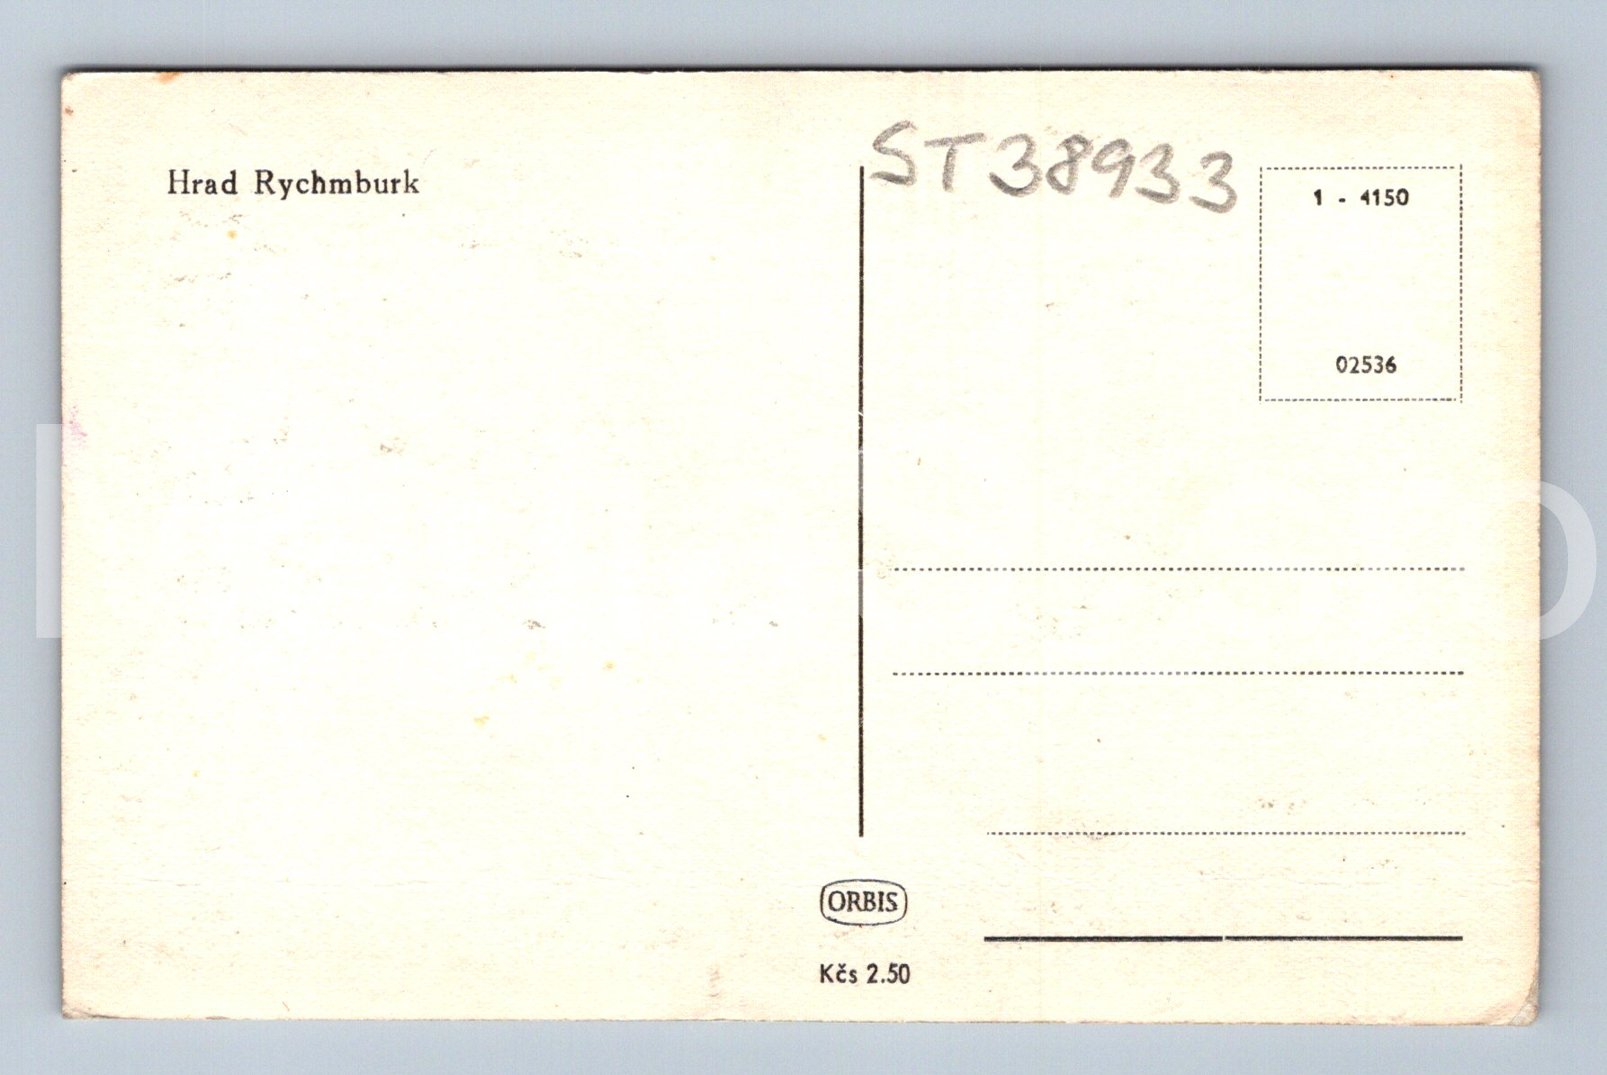 Hrad Rychmburk
ST38933
1 - 4150
02536
ORBIS
Kčs 2.50